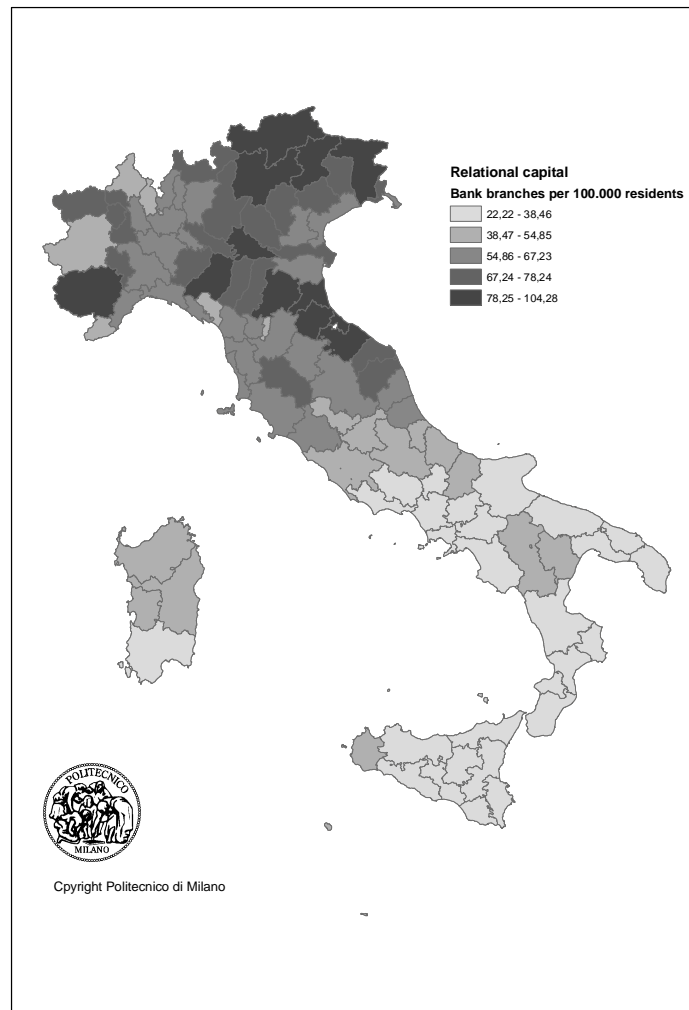 Relational capital
Bank branches per 100.000 residents
22,22 - 38,46
38,47 - 54,85
54,86 - 67,23
67,24 - 78,24
78,25 - 104,28
POLITECNICO
MILANO
Cpyright Politecnico di Milano